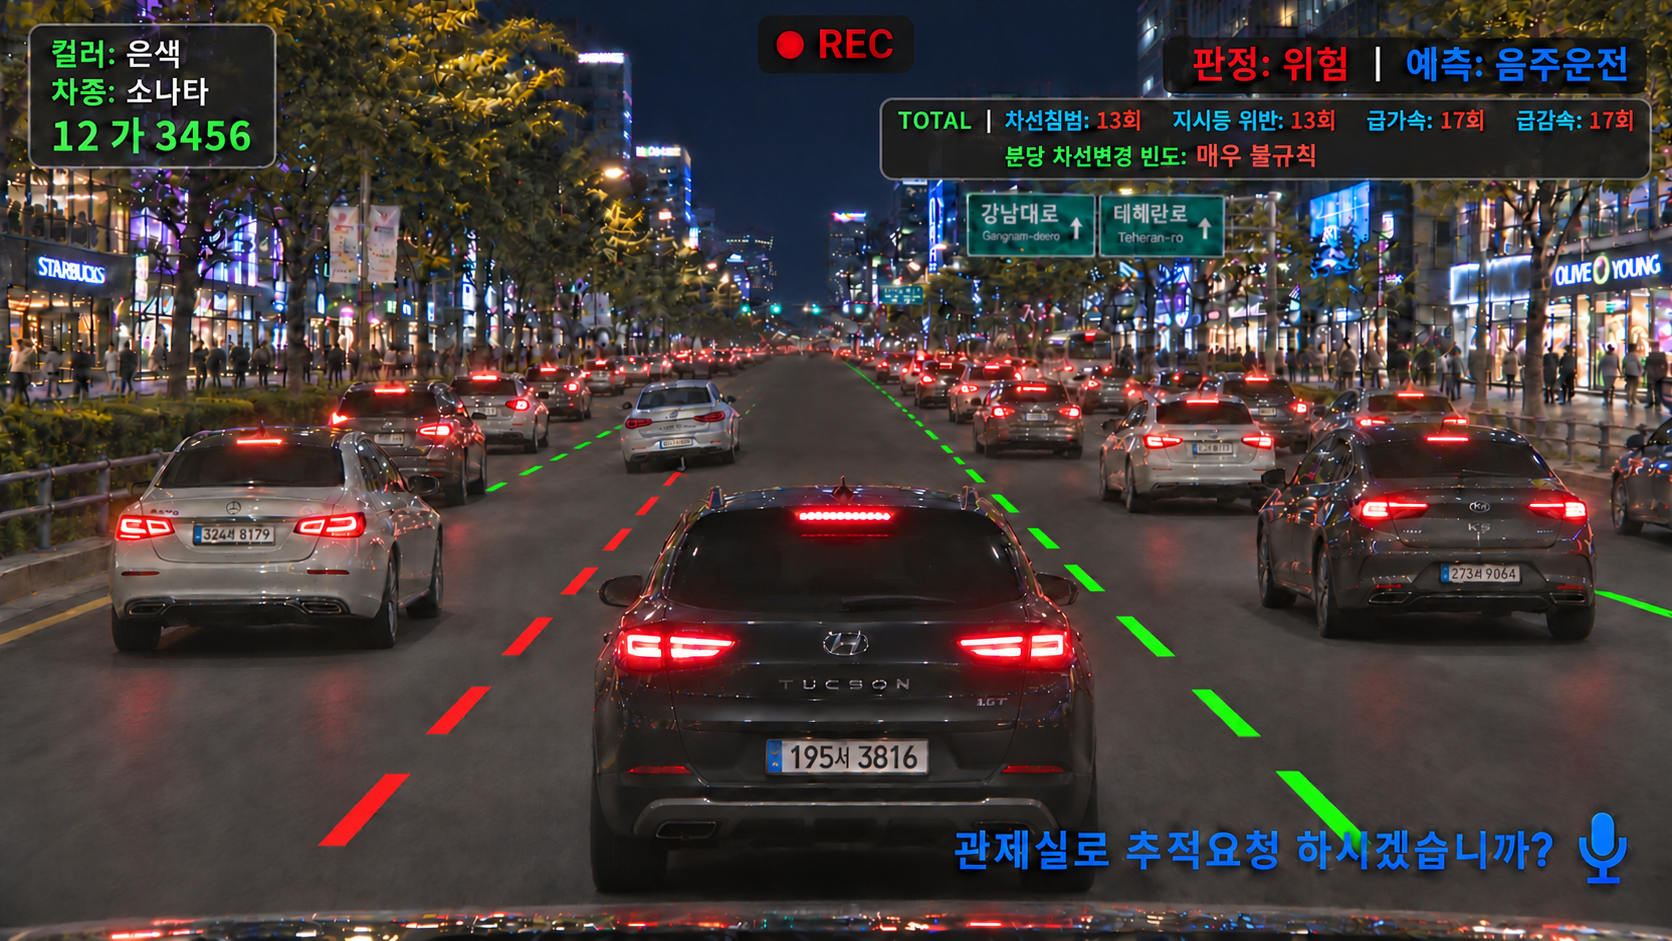 컬러: 은색
차종: 소나타
12 가 3456
REC
판정: 위험 | 예측: 음주운전
TOTAL | 차선침범: 13회 지시등 위반: 13회 급가속: 17회 급감속: 17회
분당 차선변경 빈도: 매우 불규칙
강남대로
Gangnam-deero
테헤란로
Teheran-ro
STARBUCKS
OLIVE YOUNG
324서 8179
K5
273서 9064
TUCSON
195서 3816
관제실로 추적요청 하시겠습니까?